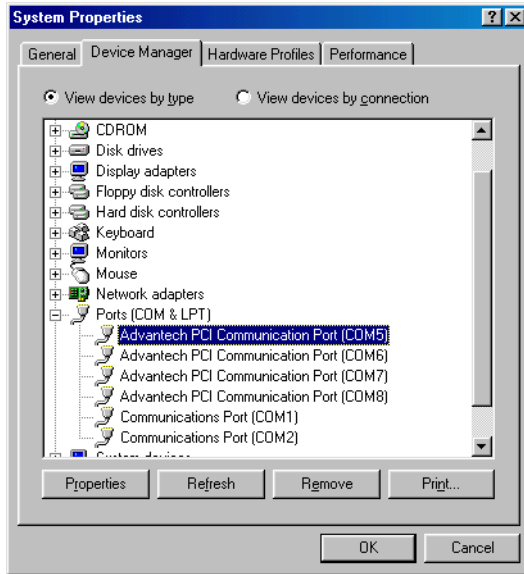 System Properties
General Device Manager Hardware Profiles Performance
View devices by type View devices by connection
CDROM
Disk drives
Display adapters
Floppy disk controllers
Hard disk controllers
Keyboard
Monitors
Mouse
Network adapters
Ports (COM & LPT)
Advantech PCI Communication Port (COM5)
Advantech PCI Communication Port (COM6)
Advantech PCI Communication Port (COM7)
Advantech PCI Communication Port (COM8)
Communications Port (COM1)
Communications Port (COM2)
System devices
Properties Refresh Remove Print...
OK Cancel